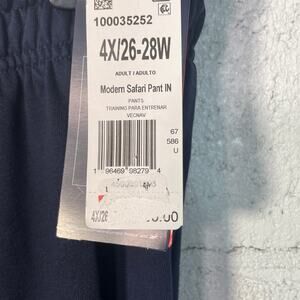 100035252
4X/26-28W
ADULT / ADULTO
Modern Safari Pant IN
PANTS
TRAINING PARA ENTRENAR
VECNAV
67
586
U
1 96469 98279 4
4X/26